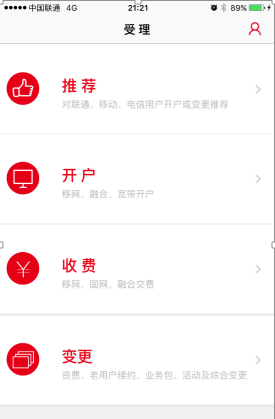 中国联通 4G 21:21 89%
受 理
推 荐
对联通、移动、电信用户开户或变更推荐
开 户
移网、融合、宽带开户
收 费
移网、固网、融合交费
变更
资费、老用户续约、业务包、活动及综合变更